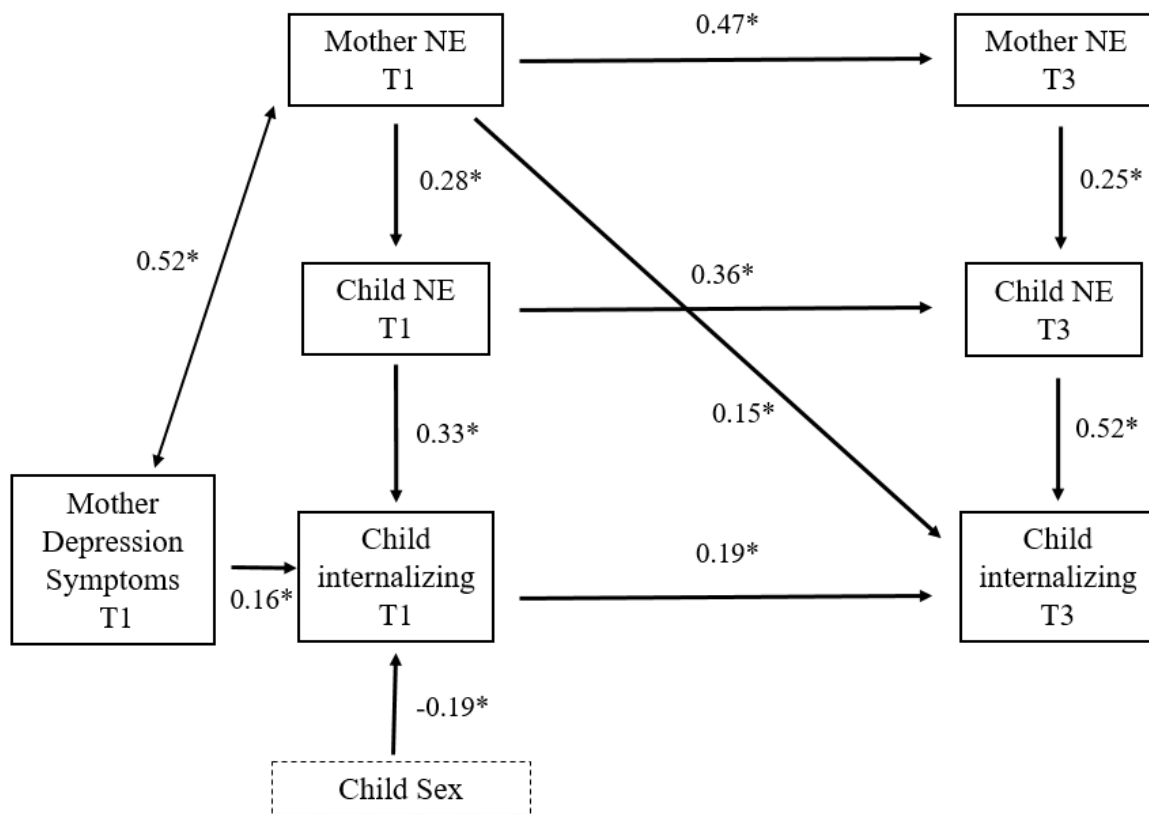 Mother NE
T1
0.47*
Mother NE
T3
0.28*
0.25*
0.52*
Child NE
T1
0.36*
Child NE
T3
0.33*
0.15*
0.52*
Mother
Depression
Symptoms
T1
0.16*
Child
internalizing
T1
0.19*
Child
internalizing
T3
-0.19*
Child Sex